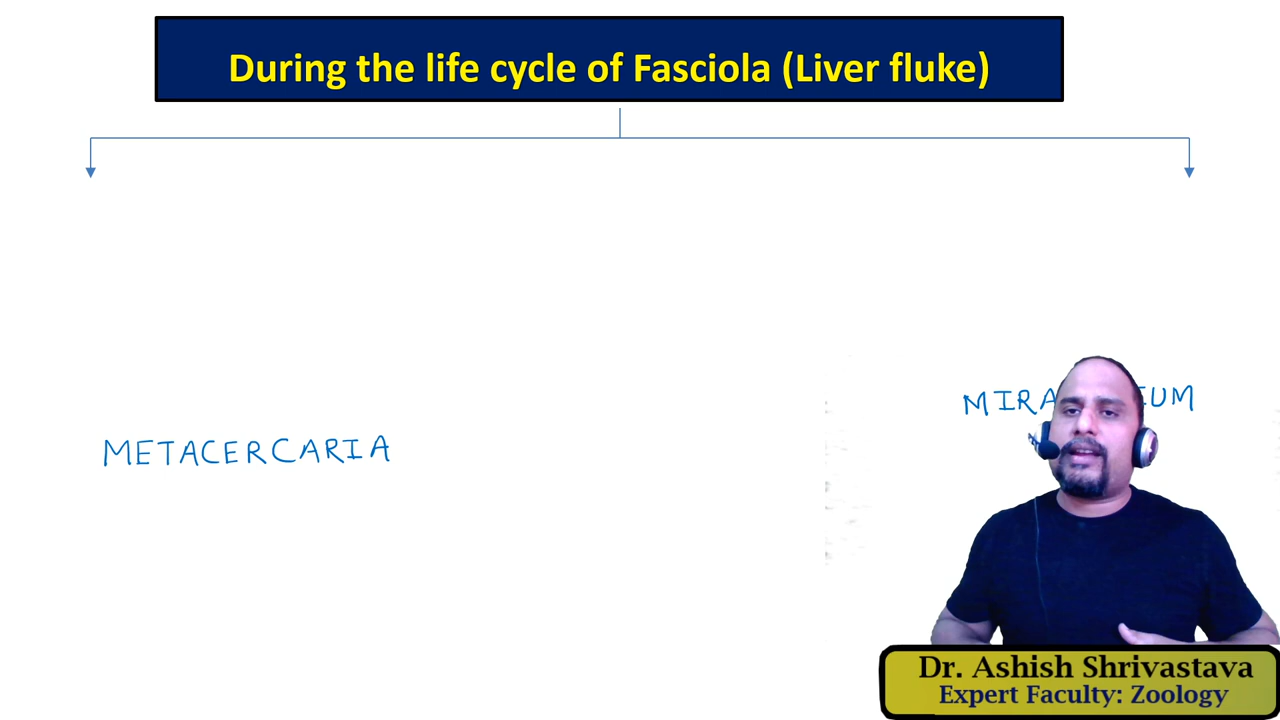 During the life cycle of Fasciola (Liver fluke)
METACERCARIA
Dr. Ashish Shrivastava
Expert Faculty: Zoology